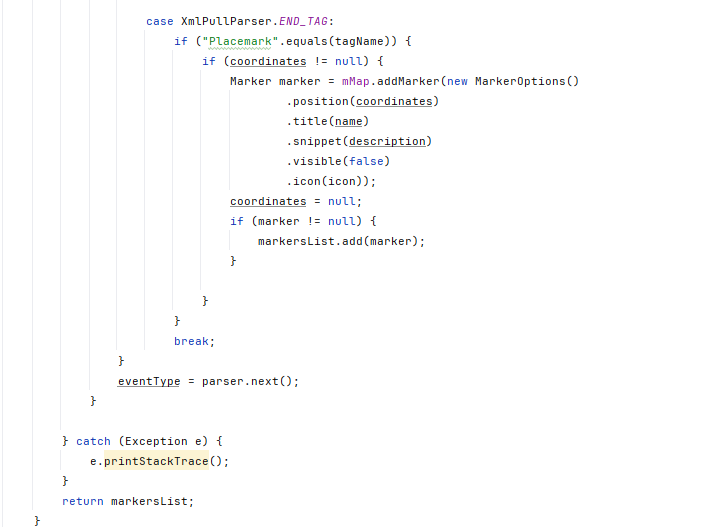 case XmlPullParser.END_TAG:
if ("Placemark".equals(tagName)) {
if (coordinates != null) {
Marker marker = mMap.addMarker(new MarkerOptions()
.position(coordinates)
.title(name)
.snippet(description)
.visible(false)
.icon(icon));
coordinates = null;
if (marker != null) {
markersList.add(marker);
}
}
}
break;
}
eventType = parser.next();
}
} catch (Exception e) {
e.printStackTrace();
}
return markersList;
}